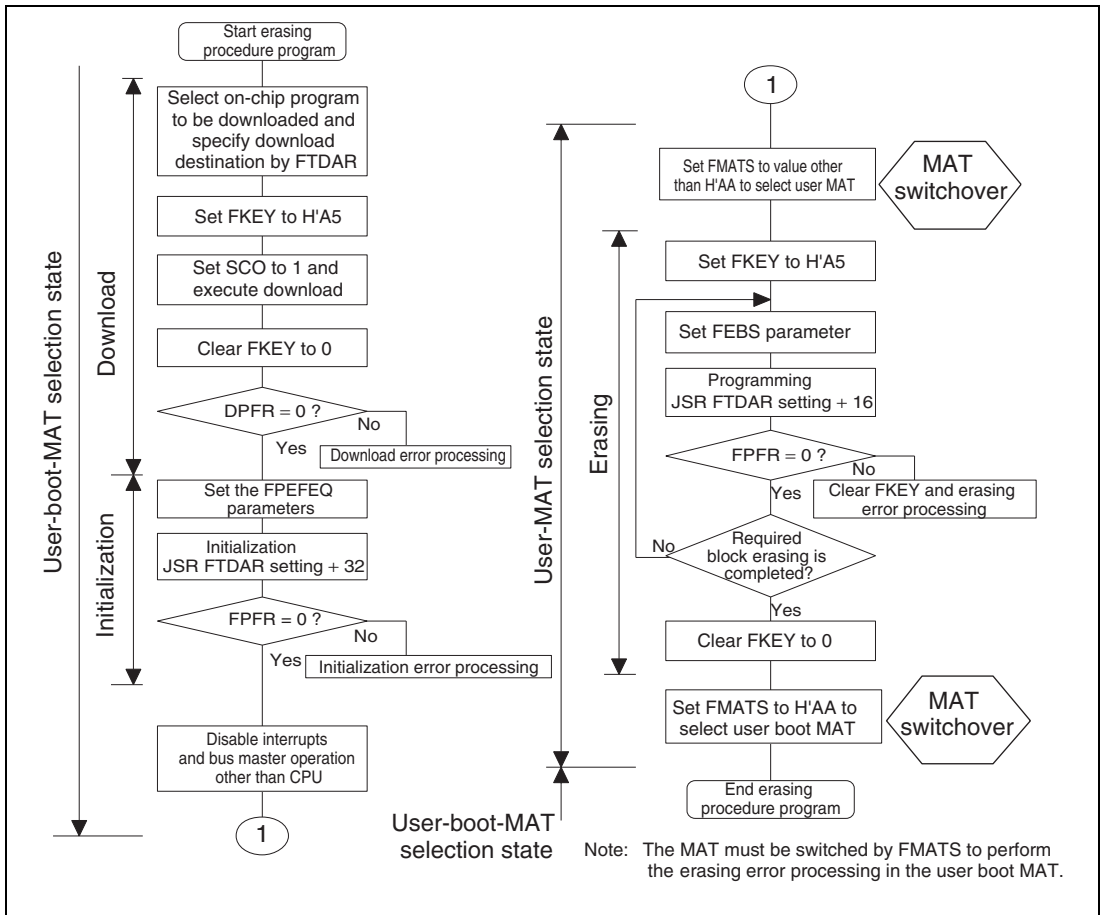 Start erasing
procedure program
Select on-chip program
to be downloaded and
specify download
destination by FTDAR
Set FKEY to H'A5
Set SCO to 1 and
execute download
Clear FKEY to 0
DPFR = 0 ?
No
Yes
Download error processing
Set the FPEFEQ
parameters
Initialization
JSR FTDAR setting + 32
FPFR = 0 ?
No
Yes
Initialization error processing
Disable interrupts
and bus master operation
other than CPU
1
User-boot-MAT selection state
Download
Initialization
1
Set FMATS to value other
than H'AA to select user MAT
MAT
switchover
Set FKEY to H'A5
Set FEBS parameter
Programming
JSR FTDAR setting + 16
FPFR = 0 ?
No
Yes
Clear FKEY and erasing
error processing
Required
block erasing is
completed?
No
Yes
Clear FKEY to 0
Set FMATS to H'AA to
select user boot MAT
MAT
switchover
End erasing
procedure program
User-MAT selection state
Erasing
User-boot-MAT
selection state
Note: The MAT must be switched by FMATS to perform
the erasing error processing in the user boot MAT.